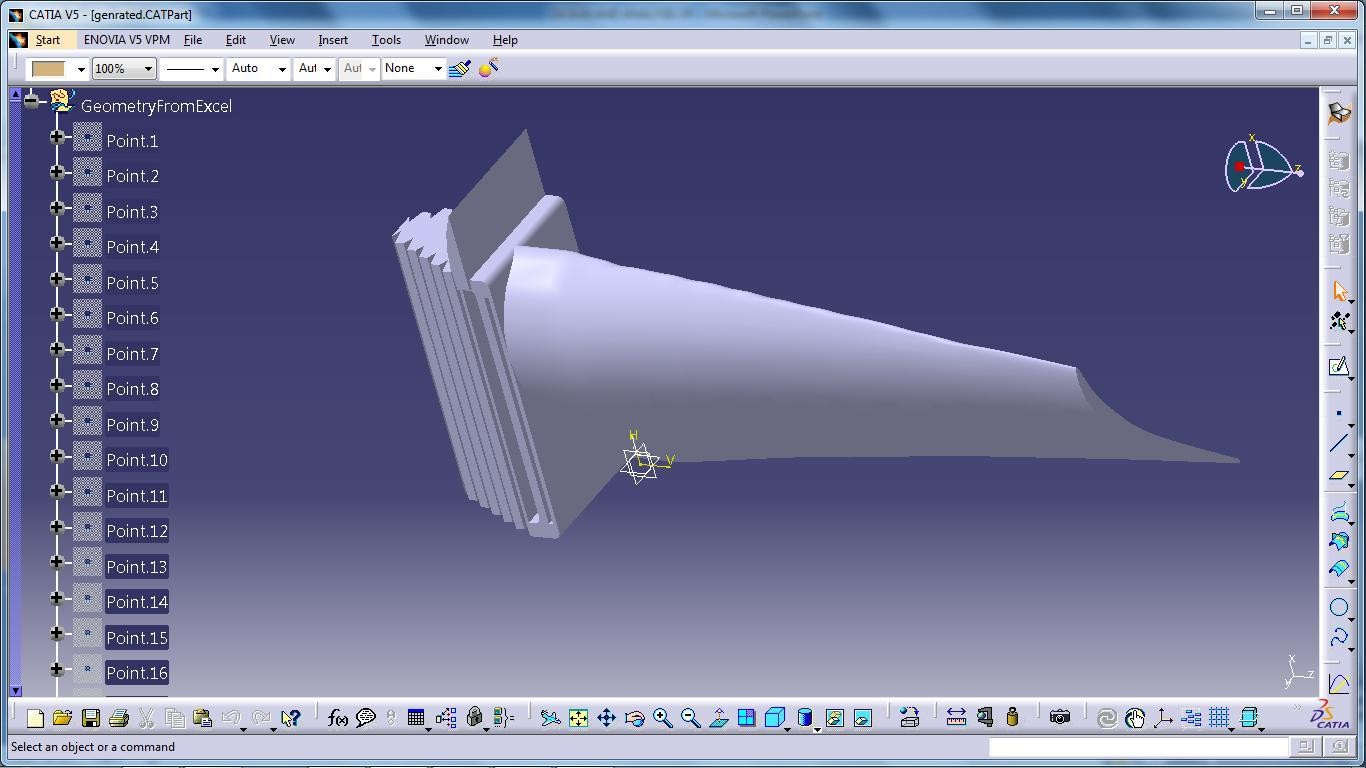 CATIA V5 - [genrated.CATPart]
Start ENOVIA V5 VPM File Edit View Insert Tools Window Help
100% Auto Aut Aut None
GeometryFromExcel
Point.1
Point.2
Point.3
Point.4
Point.5
Point.6
Point.7
Point.8
Point.9
Point.10
Point.11
Point.12
Point.13
Point.14
Point.15
Point.16
x
z
y
H
V
x
z
y
f(x)
CATIA
Select an object or a command